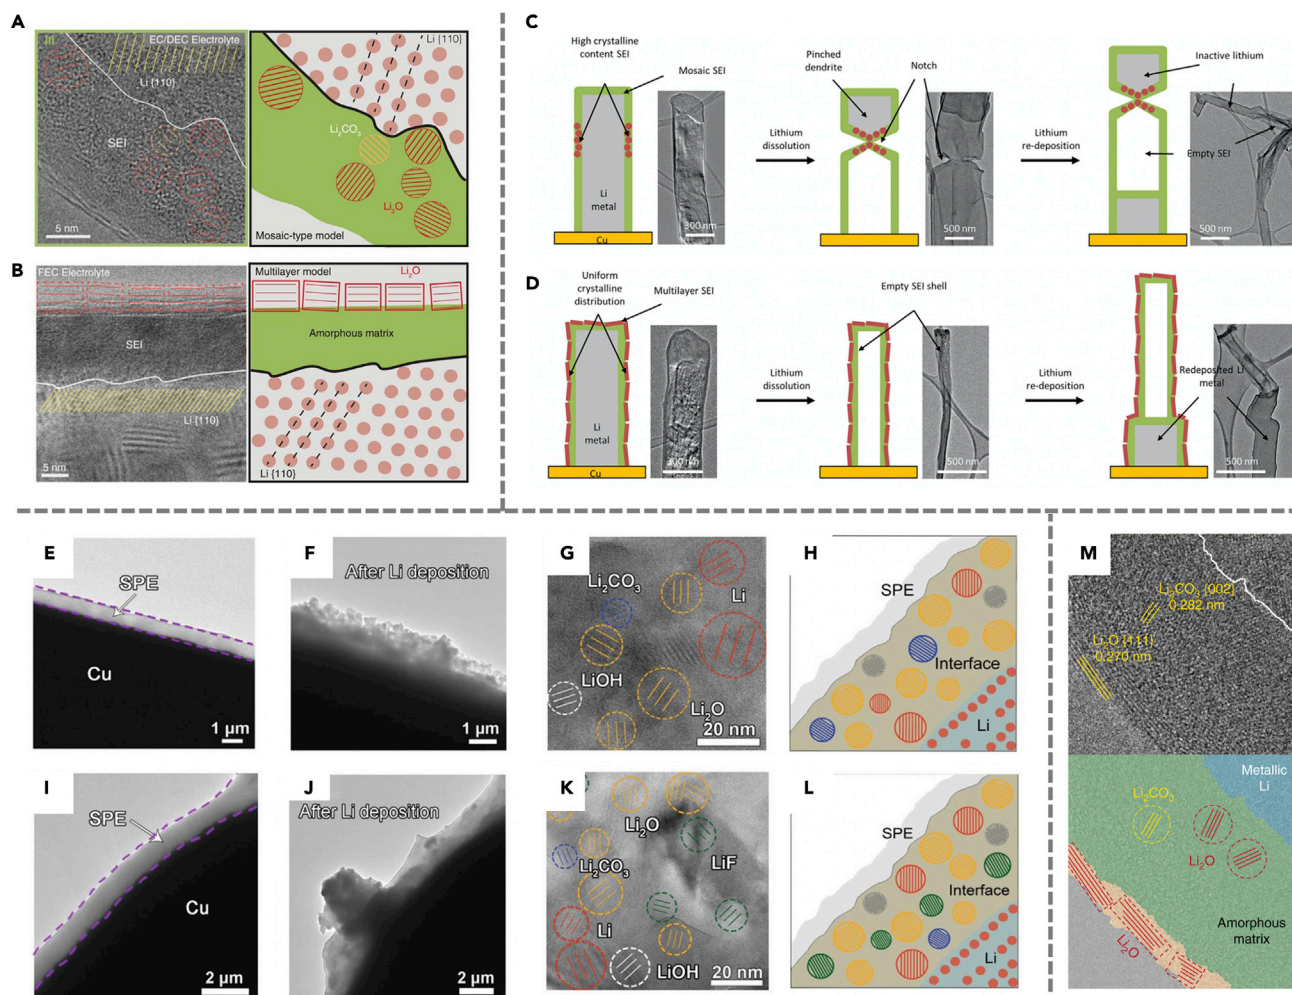 A
EC/DEC Electrolyte
Li {110}
SEI
5 nm
Li {110}
Li₂CO₃
Li₂O
Mosaic-type model
B
FEC Electrolyte
SEI
Li {110}
5 nm
Multilayer model
Li₂O
Amorphous matrix
Li {110}
C
High crystalline
content SEI
Mosaic SEI
Li
metal
Cu
300 nm
Lithium
dissolution
Pinched
dendrite
Notch
500 nm
Lithium
re-deposition
Inactive lithium
Empty SEI
500 nm
D
Uniform
crystalline
distribution
Multilayer SEI
Li
metal
Cu
300 nm
Lithium
dissolution
Empty SEI shell
500 nm
Lithium
re-deposition
Redeposited Li
metal
500 nm
E
SPE
Cu
1 µm
F
After Li deposition
1 µm
G
Li₂CO₃
Li
LiOH
Li₂O
20 nm
H
SPE
Interface
Li
I
SPE
Cu
2 µm
J
After Li deposition
2 µm
K
Li₂O
Li₂CO₃
LiF
Li
LiOH
20 nm
L
SPE
Interface
Li
M
Li₂CO₃ {002}
0.282 nm
Li₂O {111}
0.270 nm
Metallic
Li
Li₂CO₃
Li₂O
Amorphous
matrix
Li₂O